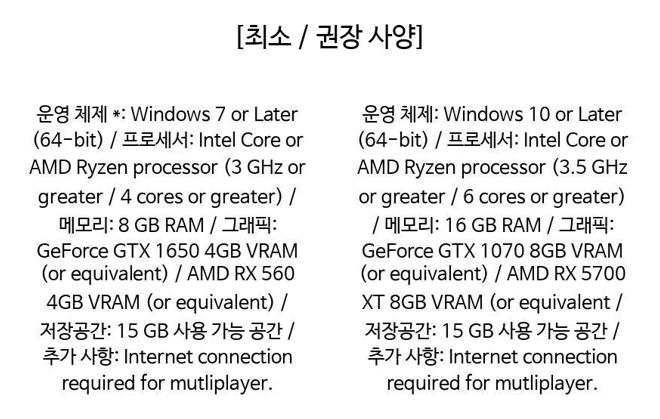 [최소 / 권장 사양]
운영 체제 *: Windows 7 or Later
(64-bit) / 프로세서: Intel Core or
AMD Ryzen processor (3 GHz or
greater / 4 cores or greater) /
메모리: 8 GB RAM / 그래픽:
GeForce GTX 1650 4GB VRAM
(or equivalent) / AMD RX 560
4GB VRAM (or equivalent) /
저장공간: 15 GB 사용 가능 공간 /
추가 사항: Internet connection
required for mutliplayer.
운영 체제: Windows 10 or Later
(64-bit) / 프로세서: Intel Core or
AMD Ryzen processor (3.5 GHz
or greater / 6 cores or greater)
/ 메모리: 16 GB RAM / 그래픽:
GeForce GTX 1070 8GB VRAM
(or equivalent) / AMD RX 5700
XT 8GB VRAM (or equivalent /
저장공간: 15 GB 사용 가능 공간 /
추가 사항: Internet connection
required for mutliplayer.